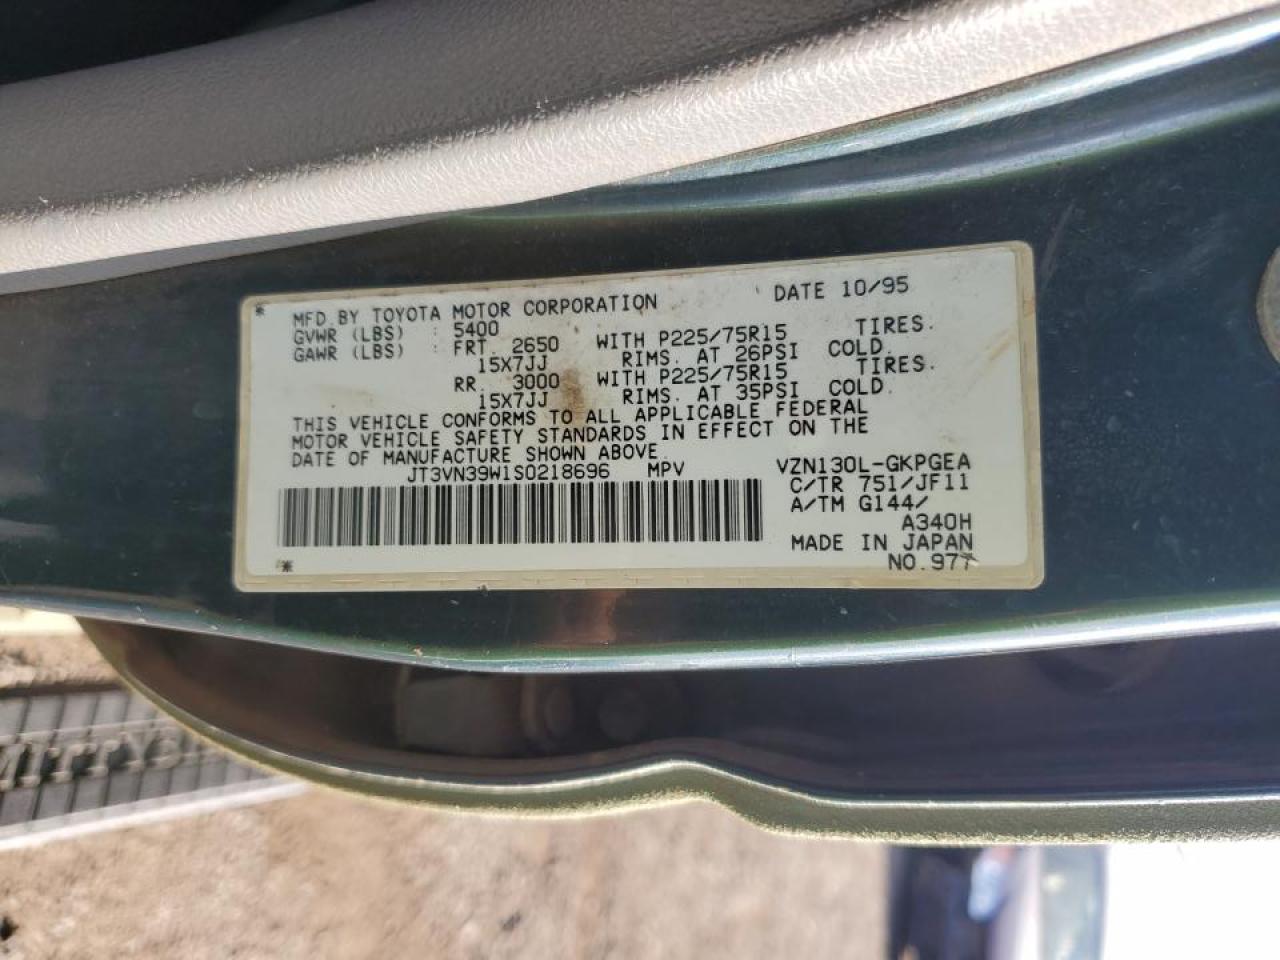 * MFD.BY TOYOTA MOTOR CORPORATION DATE 10/95
GVWR (LBS) : 5400
GAWR (LBS) : FRT. 2650 WITH P225/75R15 TIRES.
15X7JJ RIMS. AT 26PSI COLD.
RR. 3000 WITH P225/75R15 TIRES.
15X7JJ RIMS. AT 35PSI COLD.
THIS VEHICLE CONFORMS TO ALL APPLICABLE FEDERAL
MOTOR VEHICLE SAFETY STANDARDS IN EFFECT ON THE
DATE OF MANUFACTURE SHOWN ABOVE.
JT3VN39W1S0218696 MPV VZN130L-GKPGEA
C/TR 751/JF11
A/TM G144/
A340H
MADE IN JAPAN
* NO.977